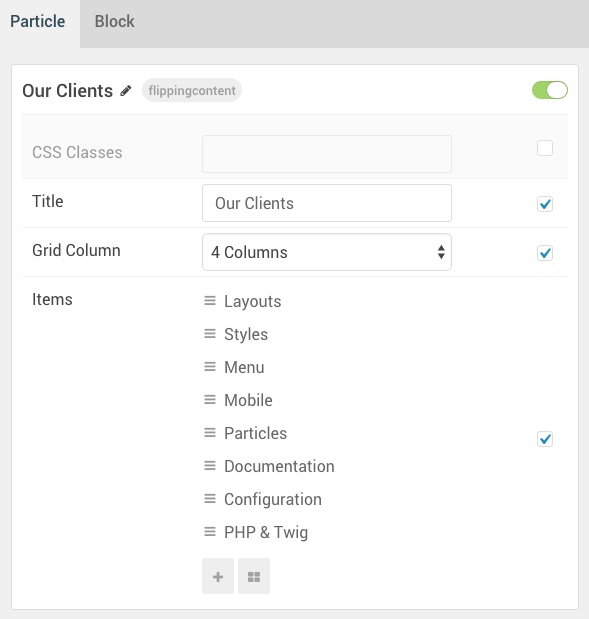 Particle Block
Our Clients flippingcontent
CSS Classes
Title Our Clients
Grid Column 4 Columns
Items Layouts
Styles
Menu
Mobile
Particles
Documentation
Configuration
PHP & Twig